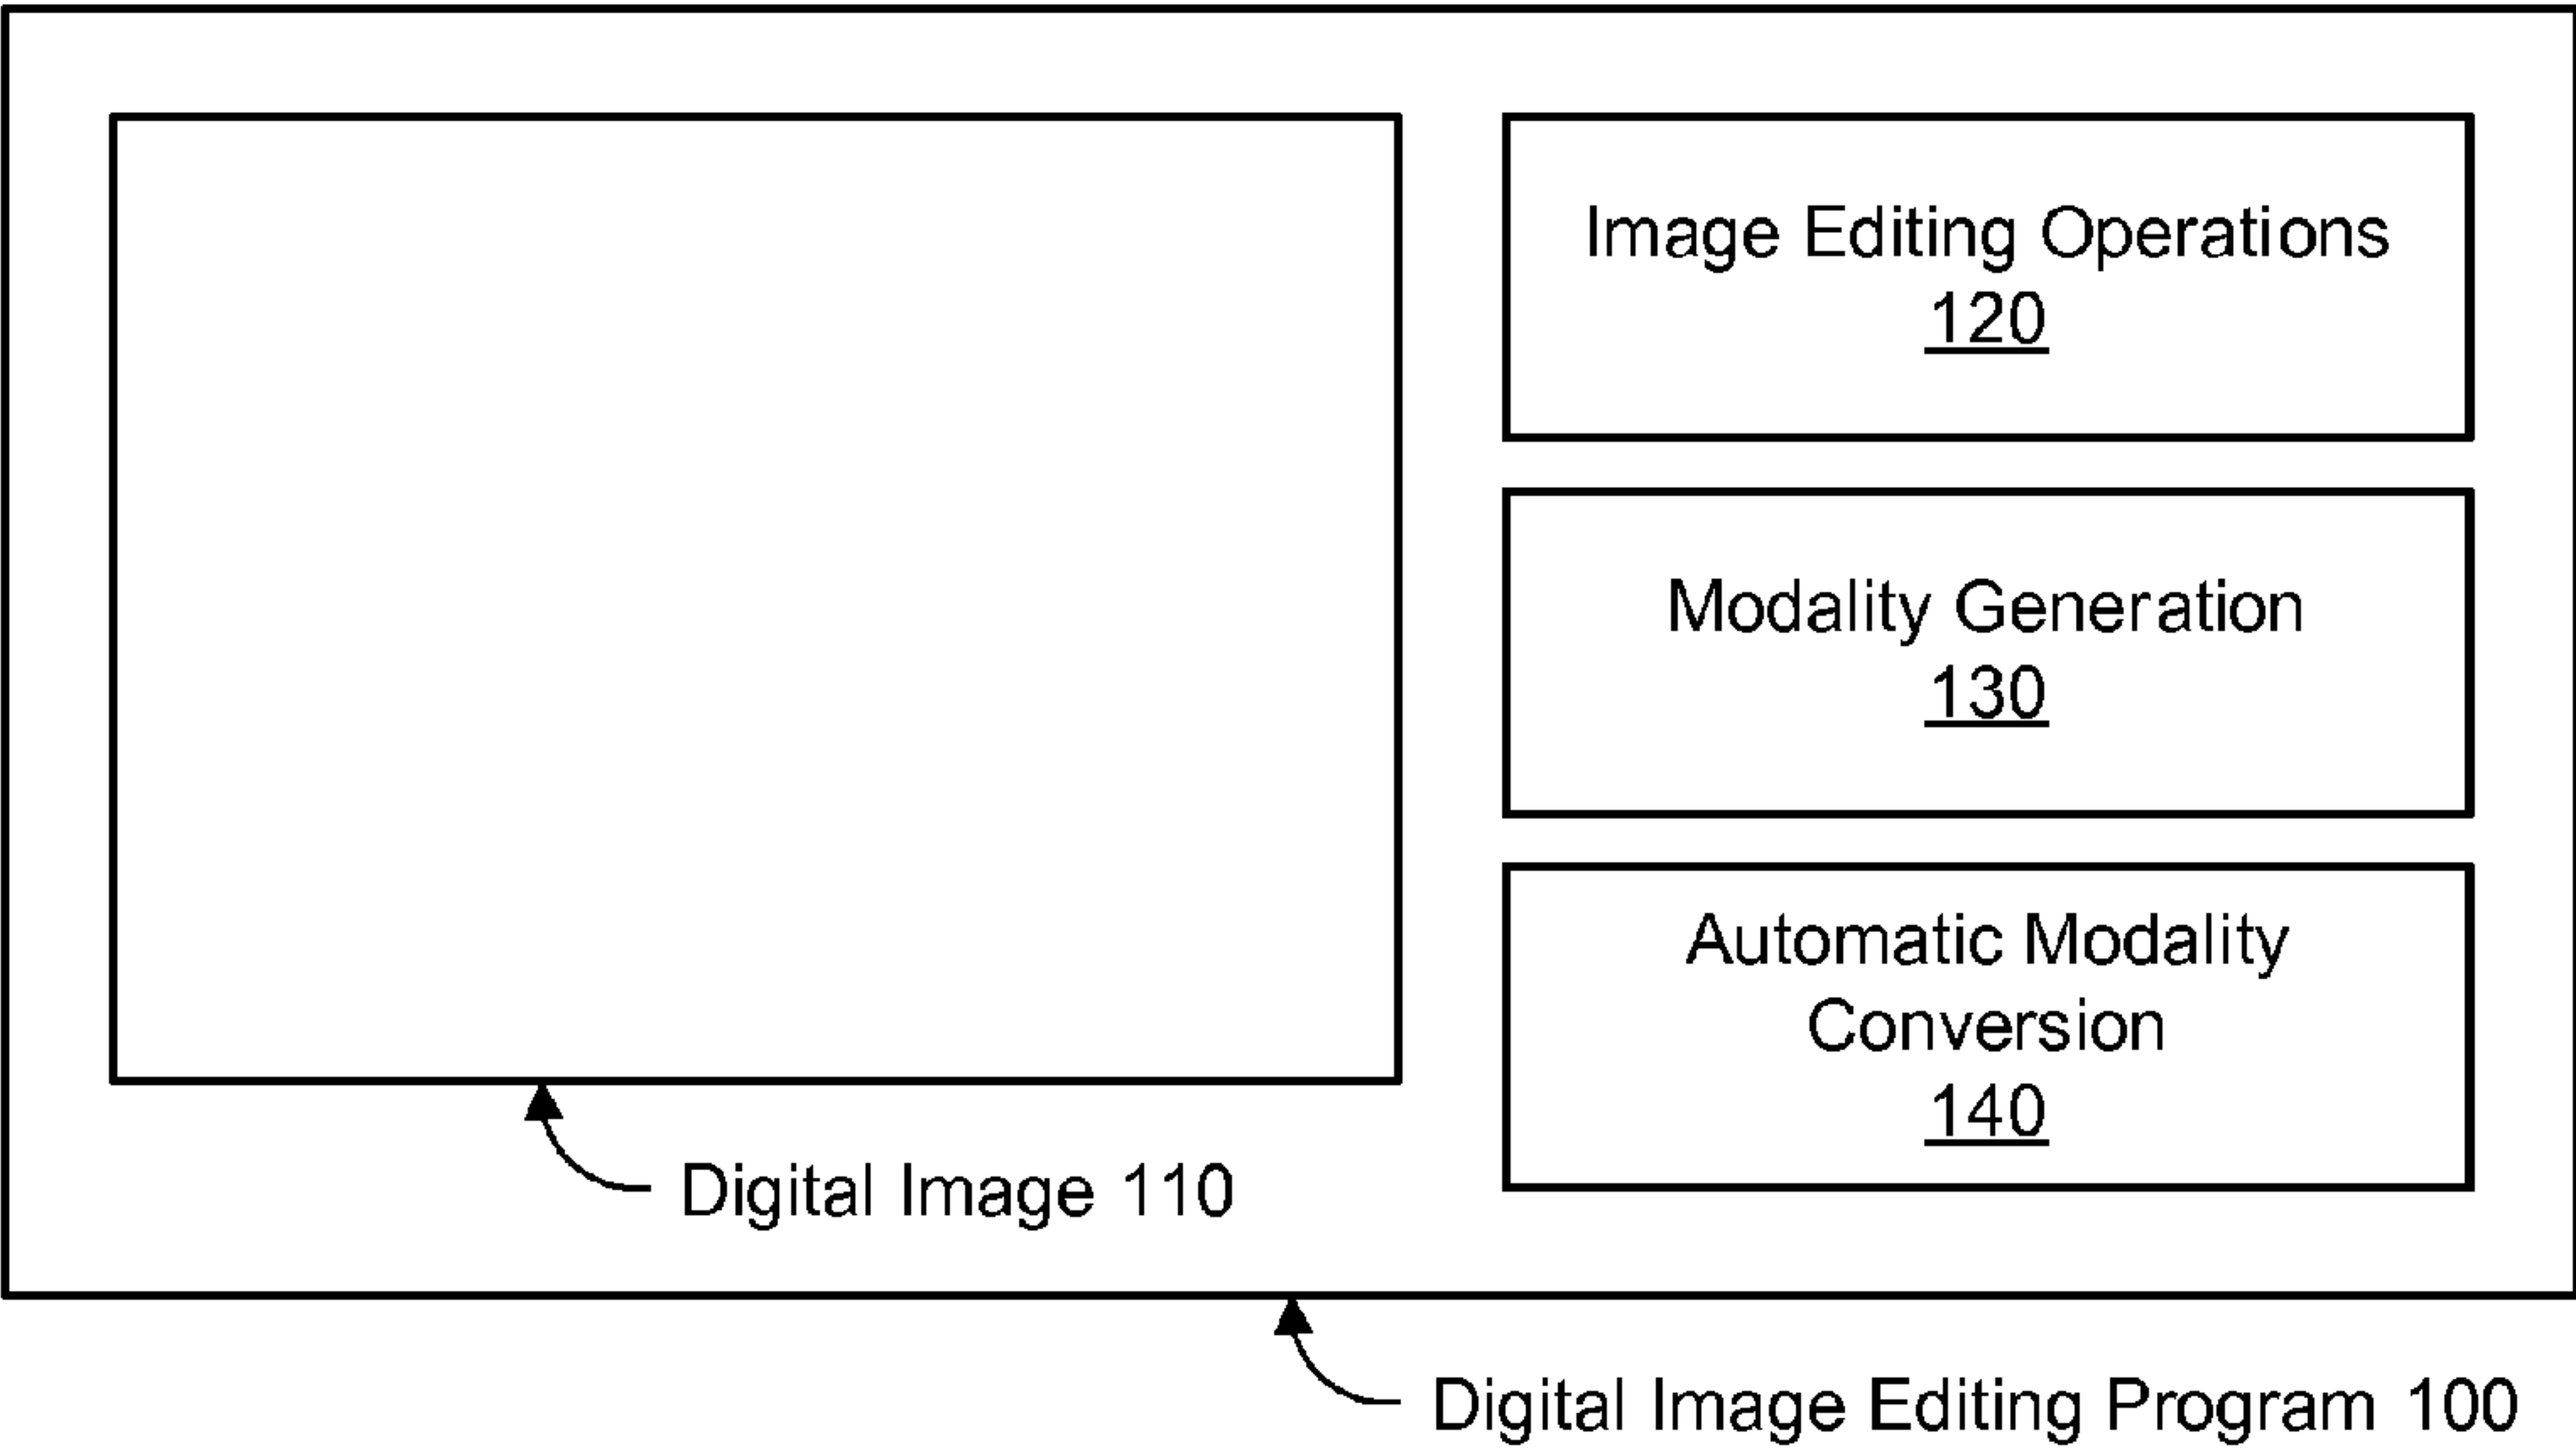 Image Editing Operations
120
Modality Generation
130
Automatic Modality
Conversion
140
Digital Image 110
Digital Image Editing Program 100